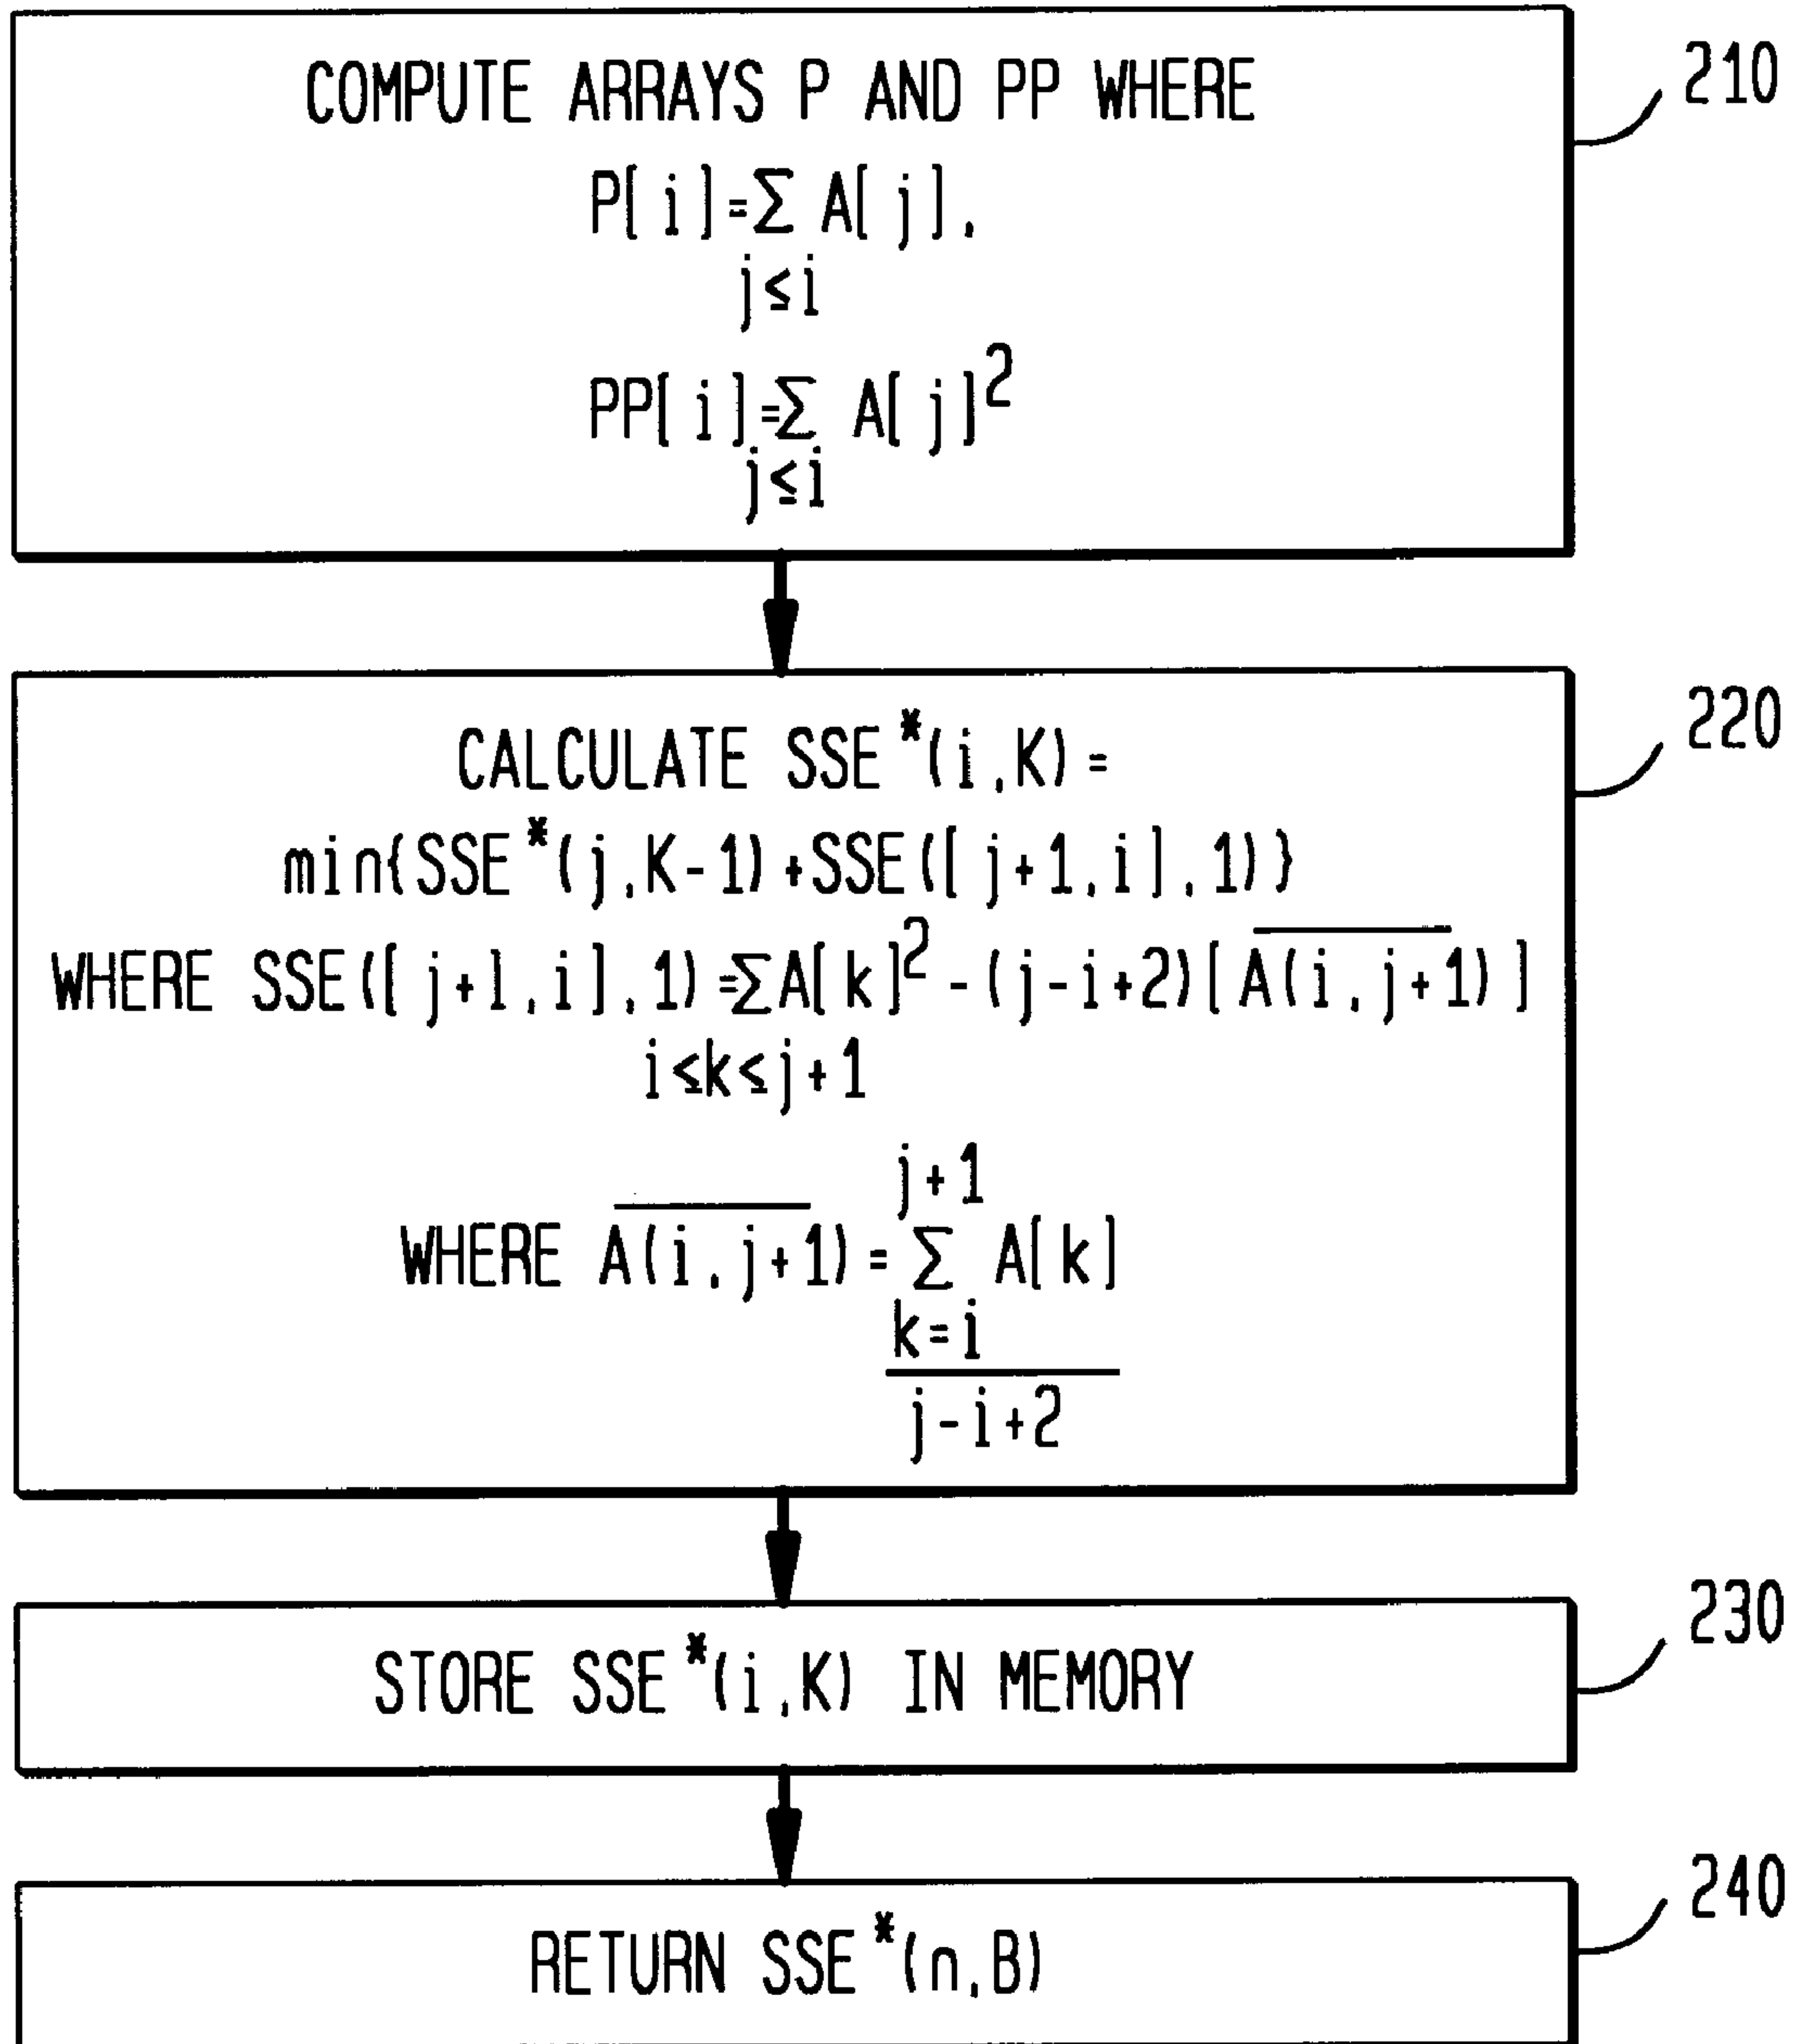 COMPUTE ARRAYS P AND PP WHERE
210
P[i]=∑ A[j],
j≤i
PP[i]=∑ A[j]²
j≤i
CALCULATE SSE*(i,K)=
220
min{SSE*(j,K-1)+SSE([j+1,i],1)}
WHERE SSE([j+1,i],1)=∑A[k]²-(j-i+2)[A̅(̅i̅,̅ ̅j̅+̅1̅)̅]
i≤k≤j+1
j+1
WHERE A̅(̅i̅,̅ ̅j̅+̅1̅)̅=∑ A[k]
k=i
j-i+2
STORE SSE*(i,K) IN MEMORY
230
RETURN SSE*(n,B)
240